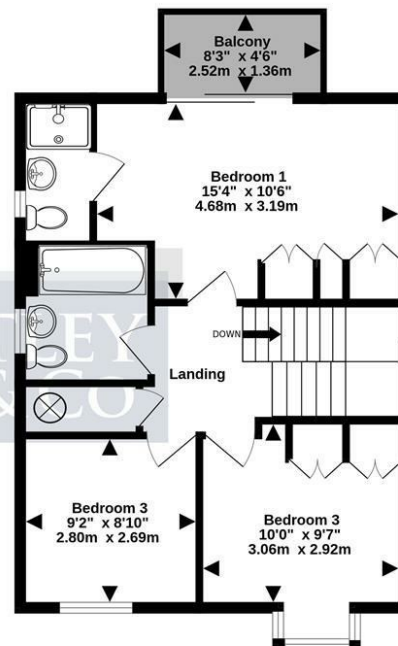 Balcony
8'3" x 4'6"
2.52m x 1.36m
Bedroom 1
15'4" x 10'6"
4.68m x 3.19m
DOWN
Landing
TLEY
& CO
Bedroom 3
9'2" x 8'10"
2.80m x 2.69m
Bedroom 3
10'0" x 9'7"
3.06m x 2.92m